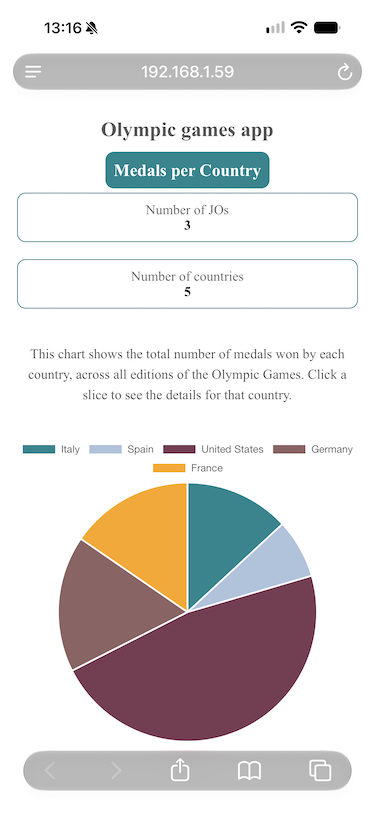 13:16
192.168.1.59
Olympic games app
Medals per Country
Number of JOs
3
Number of countries
5
This chart shows the total number of medals won by each
country, across all editions of the Olympic Games. Click a
slice to see the details for that country.
Italy Spain United States Germany
France